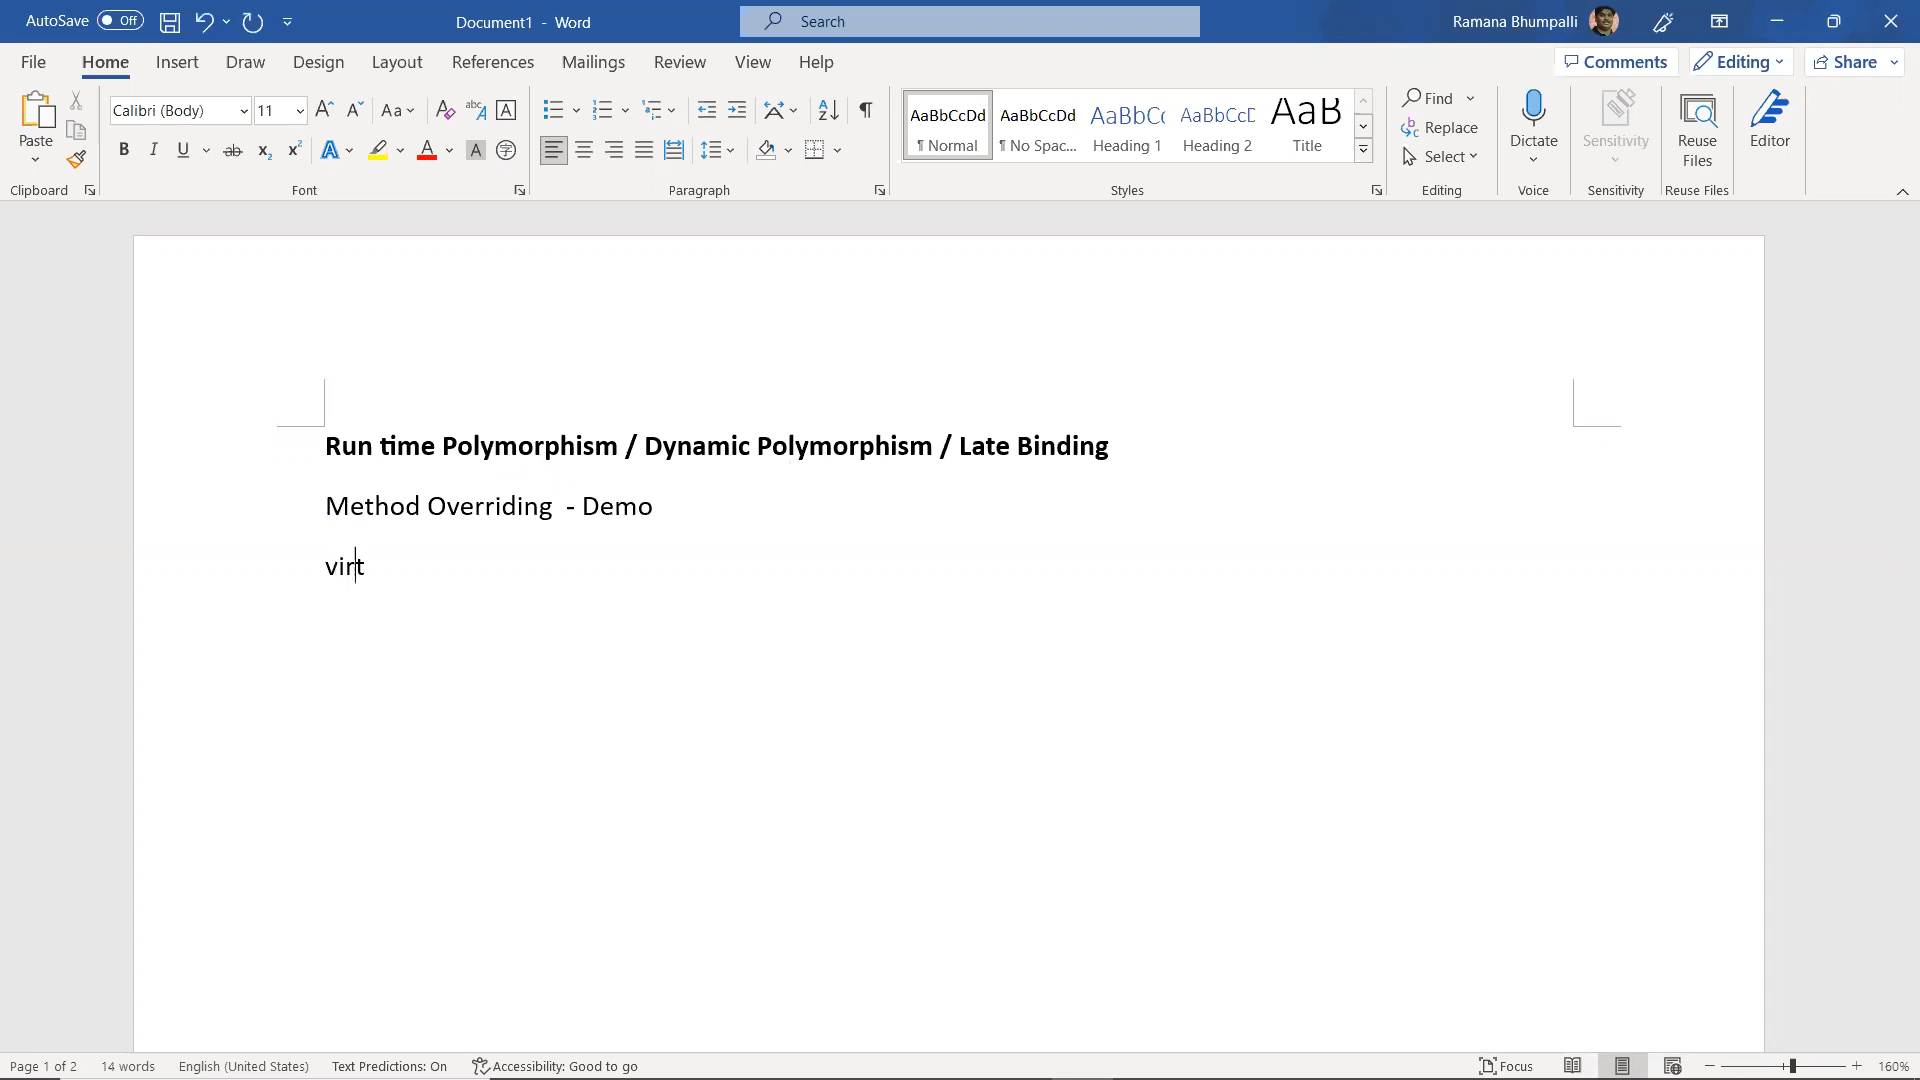 AutoSave Off Document1 - Word Search Ramana Bhumpalli
File Home Insert Draw Design Layout References Mailings Review View Help Comments Editing Share
Calibri (Body) 11 Aa AaBbCcDd AaBbCcDd AaBbCc AaBbCcD AaB Find
Paste ¶ Normal ¶ No Spac... Heading 1 Heading 2 Title Replace Dictate Sensitivity Reuse Files Editor
Select
Clipboard Font Paragraph Styles Editing Voice Sensitivity Reuse Files
Run time Polymorphism / Dynamic Polymorphism / Late Binding
Method Overriding - Demo
virt
Page 1 of 2 14 words English (United States) Text Predictions: On Accessibility: Good to go Focus 160%